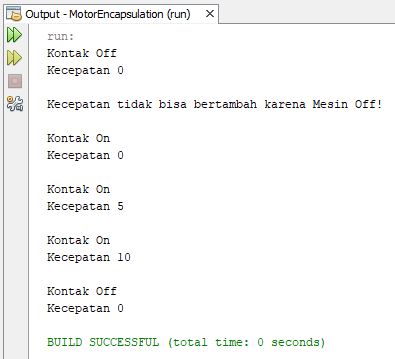 Output - MotorEncapsulation (run)
run:
Kontak Off
Kecepatan 0
Kecepatan tidak bisa bertambah karena Mesin Off!
Kontak On
Kecepatan 0
Kontak On
Kecepatan 5
Kontak On
Kecepatan 10
Kontak Off
Kecepatan 0
BUILD SUCCESSFUL (total time: 0 seconds)